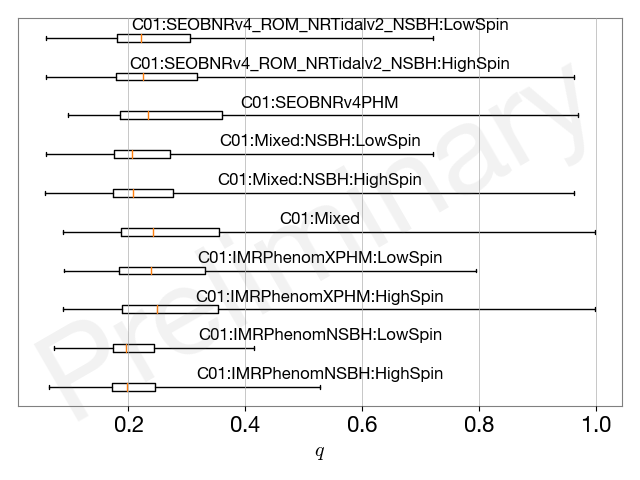 C01:SEOBNRv4_ROM_NRTidalv2_NSBH:LowSpin
C01:SEOBNRv4_ROM_NRTidalv2_NSBH:HighSpin
C01:SEOBNRv4PHM
C01:Mixed:NSBH:LowSpin
C01:Mixed:NSBH:HighSpin
C01:Mixed
C01:IMRPhenomXPHM:LowSpin
C01:IMRPhenomXPHM:HighSpin
C01:IMRPhenomNSBH:LowSpin
C01:IMRPhenomNSBH:HighSpin
Preliminary
0.2 0.4 0.6 0.8 1.0
q